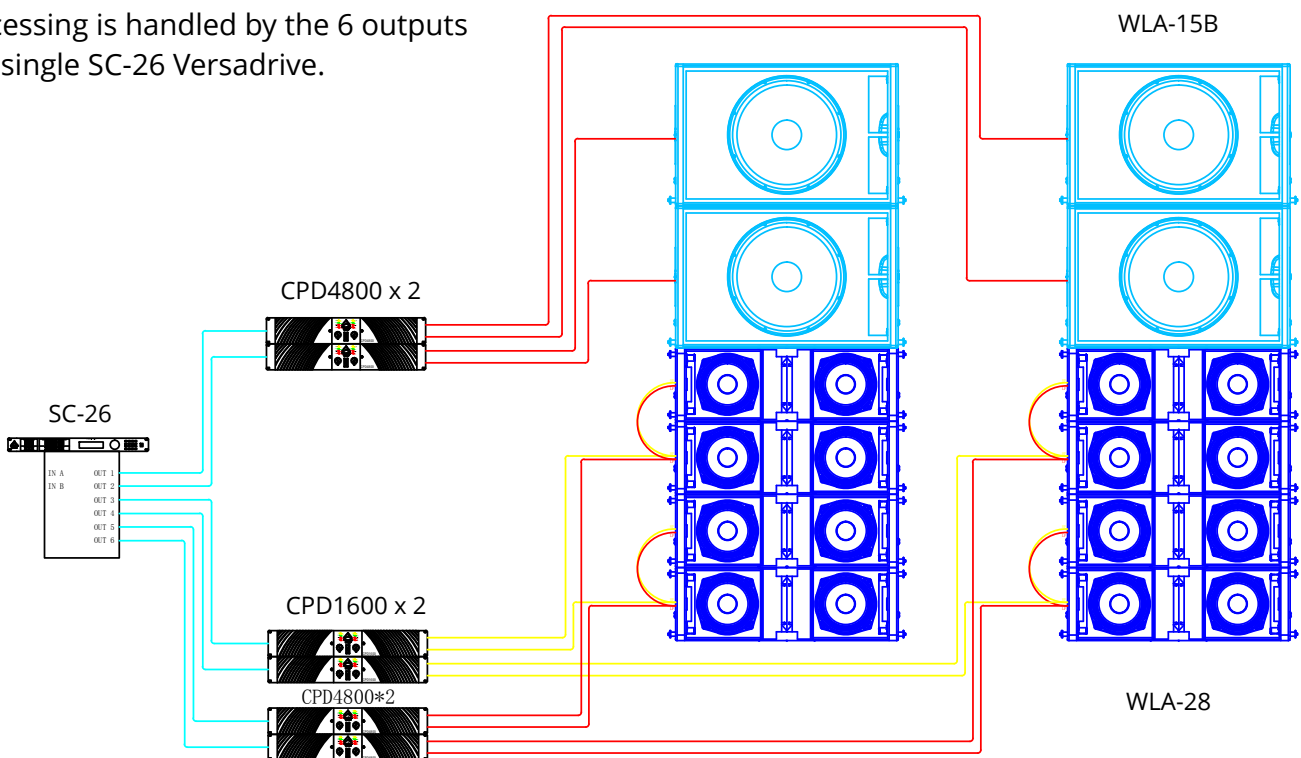 cessing is handled by the 6 outputs
single SC-26 Versadrive.
WLA-15B
CPD4800 x 2
SC-26
IN A OUT 1
IN B OUT 2
OUT 3
OUT 4
OUT 5
OUT 6
CPD1600 x 2
CPD4800*2
WLA-28